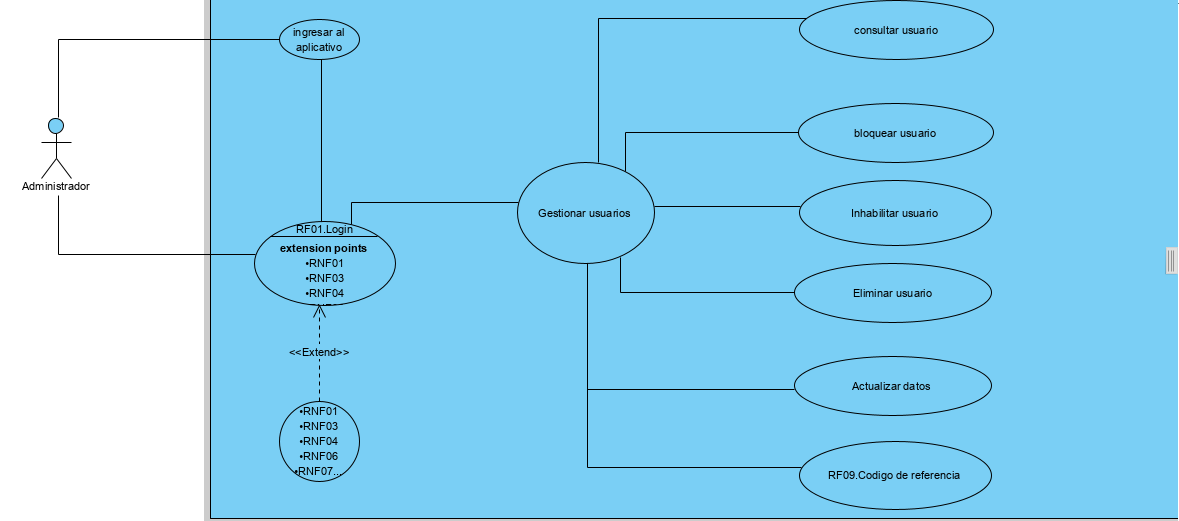 ingresar al
aplicativo
Administrador
RF01.Login
extension points
•RNF01
•RNF03
•RNF04
<<Extend>>
•RNF01
•RNF03
•RNF04
•RNF06
•RNF07...
Gestionar usuarios
consultar usuario
bloquear usuario
Inhabilitar usuario
Eliminar usuario
Actualizar datos
RF09.Codigo de referencia